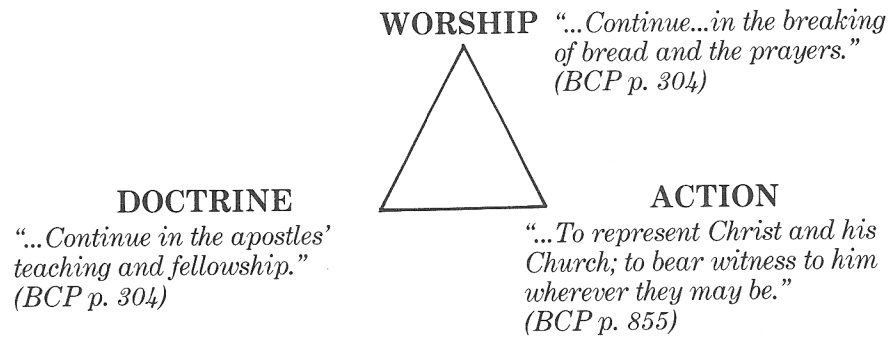 WORSHIP
“...Continue...in the breaking
of bread and the prayers.”
(BCP p. 304)
DOCTRINE
“...Continue in the apostles’
teaching and fellowship.”
(BCP p. 304)
ACTION
“...To represent Christ and his
Church; to bear witness to him
wherever they may be.”
(BCP p. 855)